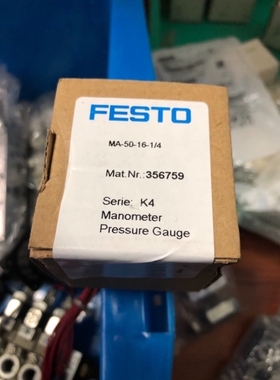 FESTO
MA-50-16-1/4
Mat.Nr.:356759
Serie: K4
Manometer
Pressure Gauge